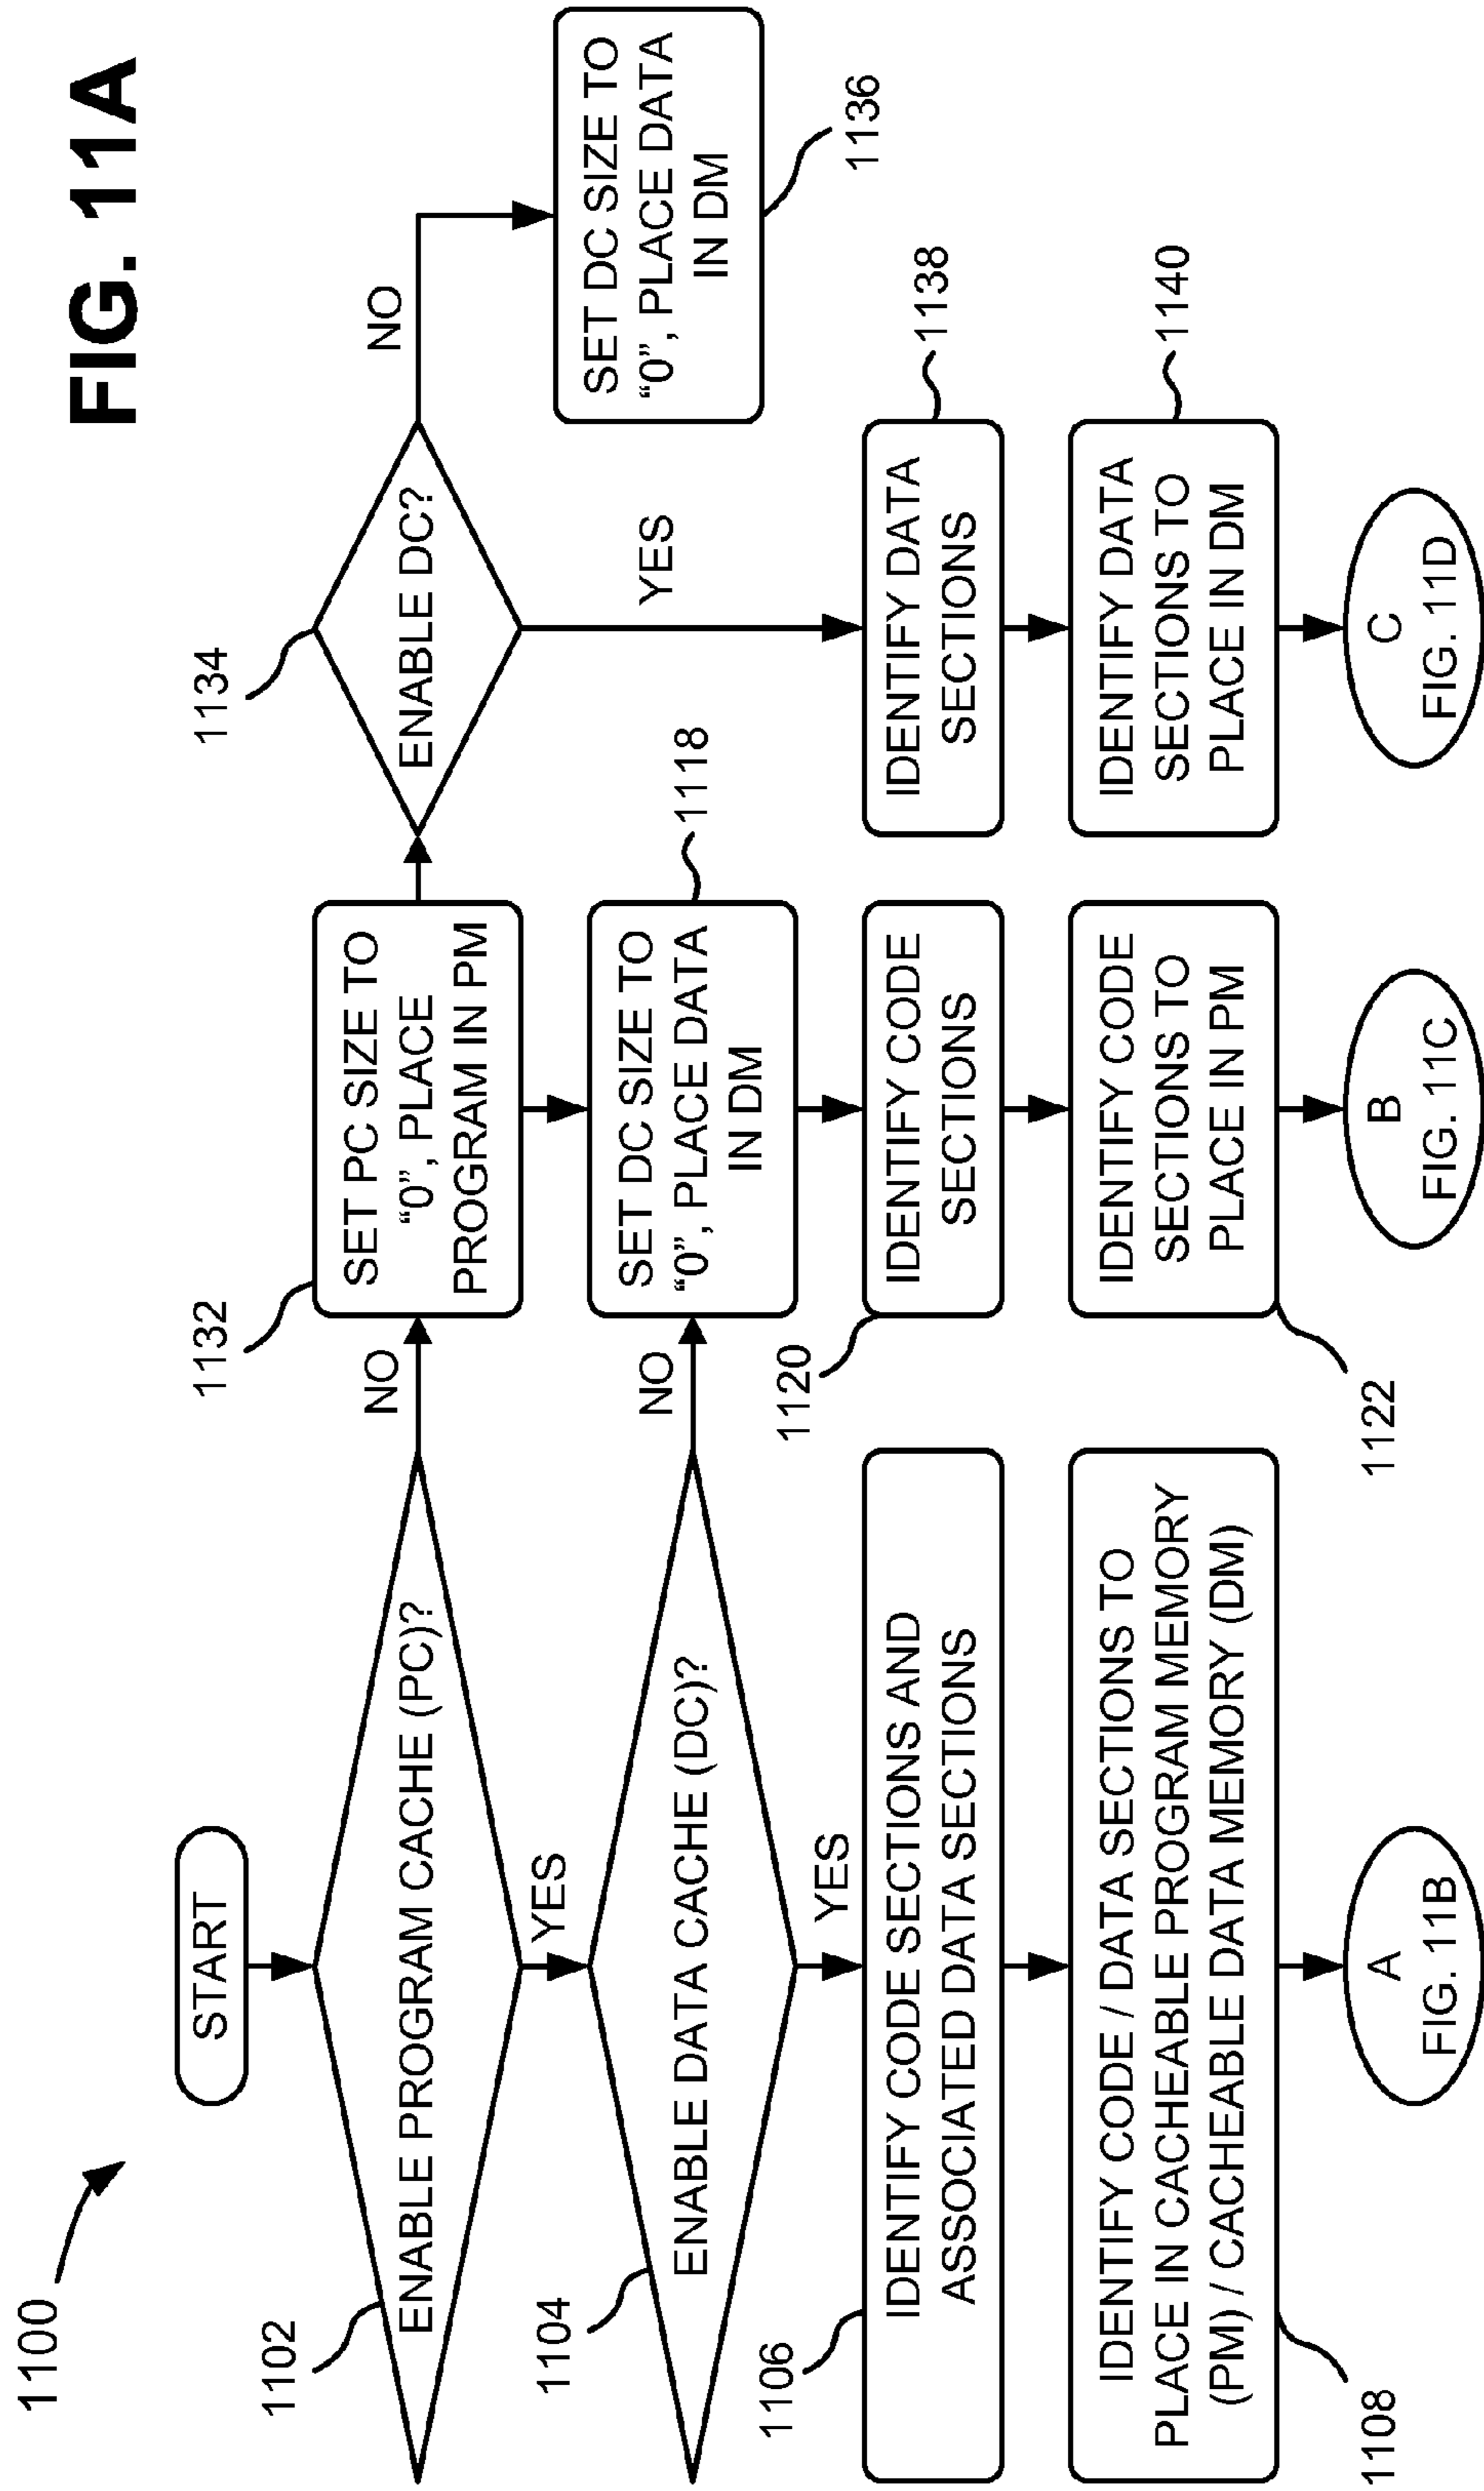 FIG. 11A
1100
START
1102
ENABLE PROGRAM CACHE (PC)?
NO
YES
1132
SET PC SIZE TO
“0”, PLACE
PROGRAM IN PM
1134
ENABLE DC?
NO
YES
SET DC SIZE TO
“0”, PLACE DATA
IN DM
1136
1104
ENABLE DATA CACHE (DC)?
NO
YES
SET DC SIZE TO
“0”, PLACE DATA
IN DM
1118
1106
IDENTIFY CODE SECTIONS AND
ASSOCIATED DATA SECTIONS
1120
IDENTIFY CODE
SECTIONS
IDENTIFY DATA
SECTIONS
1138
IDENTIFY CODE / DATA SECTIONS TO
PLACE IN CACHEABLE PROGRAM MEMORY
(PM) / CACHEABLE DATA MEMORY (DM)
1108
IDENTIFY CODE
SECTIONS TO
PLACE IN PM
1122
IDENTIFY DATA
SECTIONS TO
PLACE IN DM
1140
A
FIG. 11B
B
FIG. 11C
C
FIG. 11D